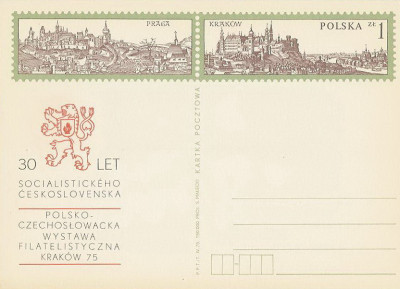 PRAGA
KRAKÓW
POLSKA ZŁ 1
30 LET
SOCIALISTICKÉHO
ČESKOSLOVENSKA
POLSKO-
CZECHOSŁOWACKA
WYSTAWA
FILATELISTYCZNA
KRAKÓW 75
KARTKA POCZTOWA